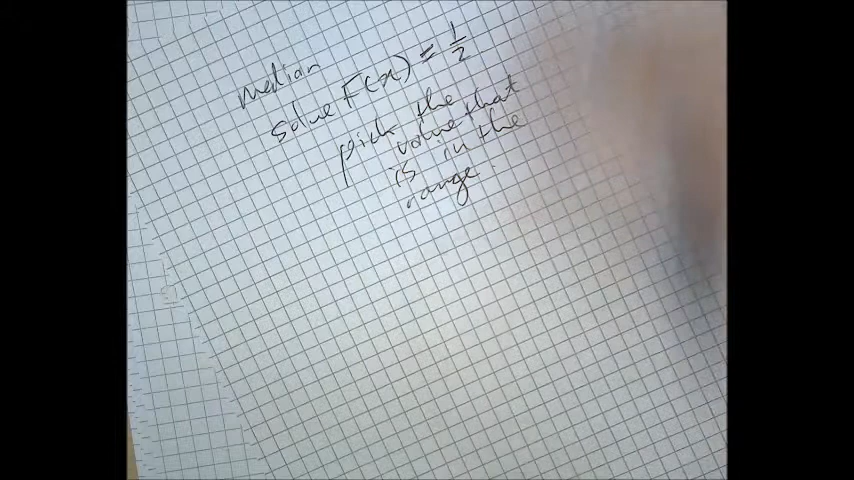 median
solve F(x) = 1/2
pick the
value that
is in the
range.